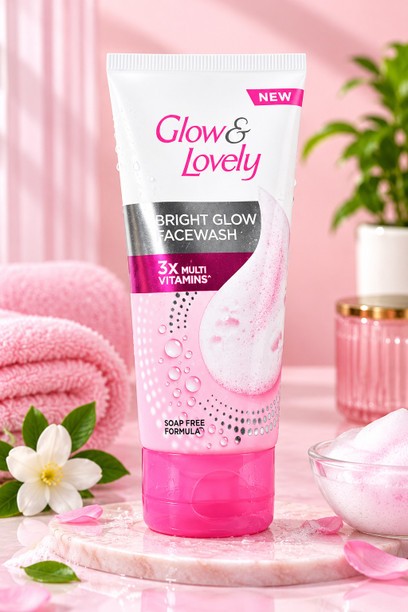 NEW
Glow &
Lovely
BRIGHT GLOW
FACEWASH
3X MULTI
VITAMINS^
SOAP FREE
FORMULA~